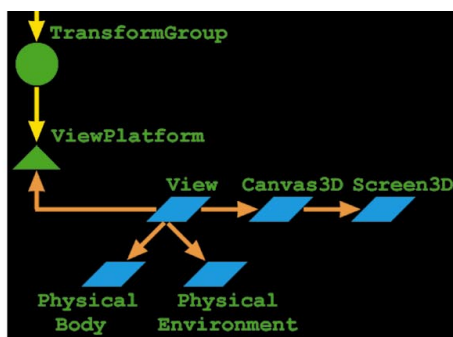 TransformGroup
ViewPlatform
View Canvas3D Screen3D
Physical Body
Physical Environment